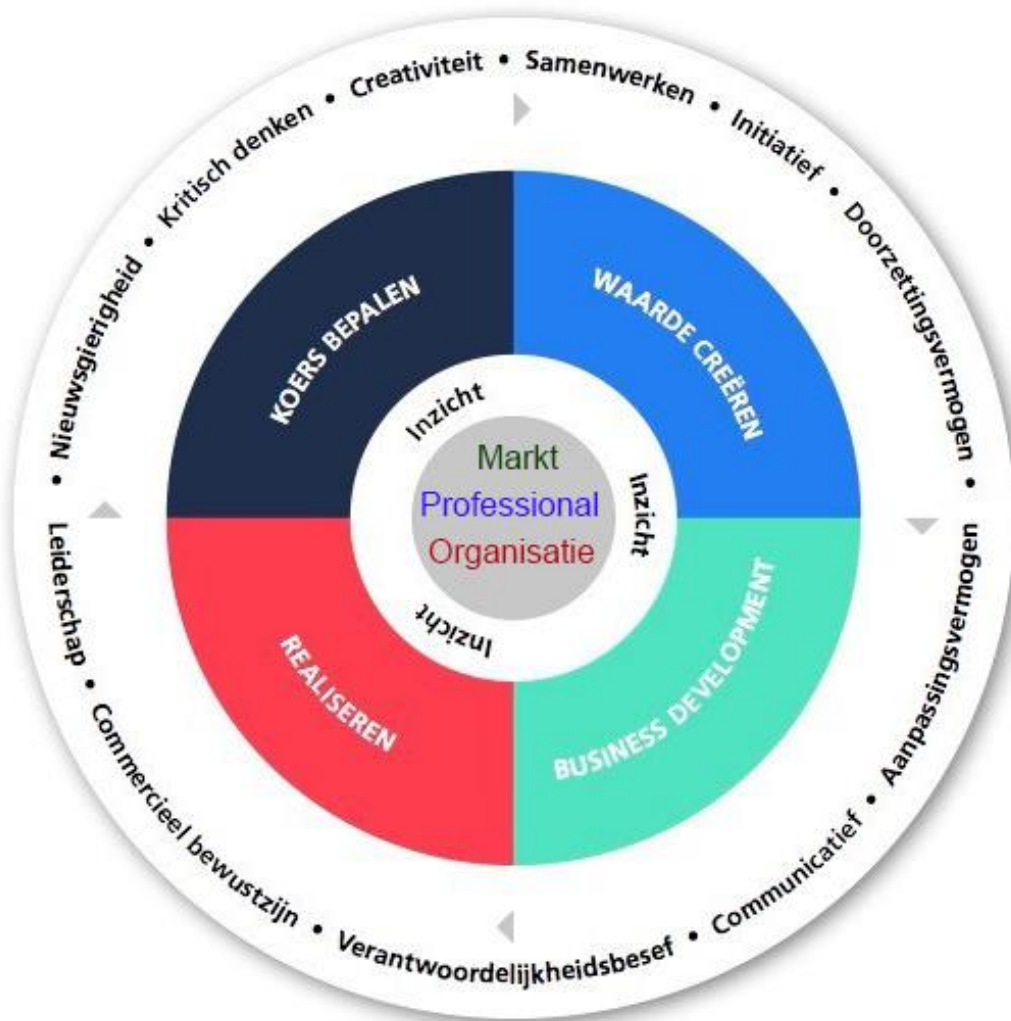 Nieuwsgierigheid • Kritisch denken • Creativiteit • Samenwerken • Initiatief • Doorzettingsvermogen •
Aanpassingsvermogen • Communicatief • Verantwoordelijkheidsbesef • Commercieel bewustzijn • Leiderschap •
KOERS BEPALEN
WAARDE CREËREN
BUSINESS DEVELOPMENT
REALISEREN
Inzicht
Inzicht
Inzicht
Markt
Professional
Organisatie